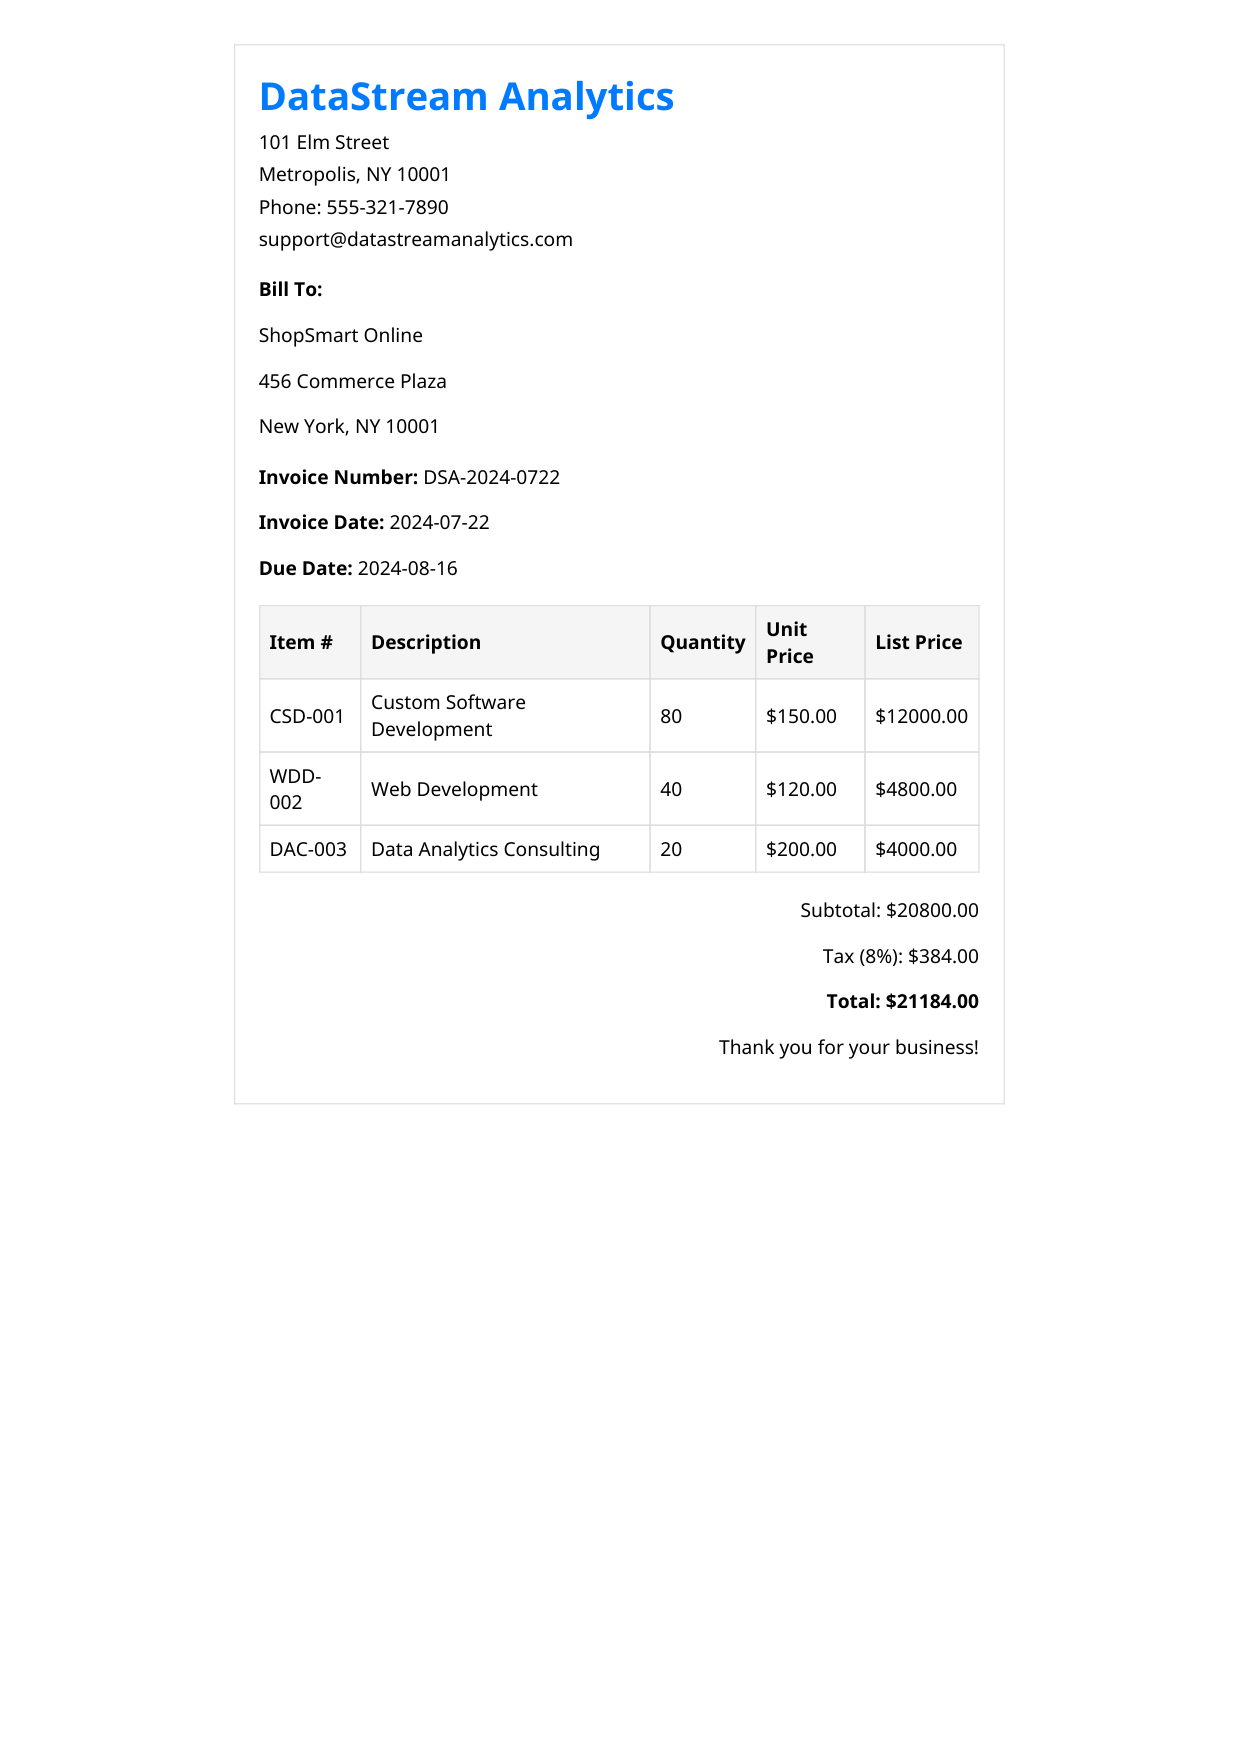 DataStream Analytics
101 Elm Street
Metropolis, NY 10001
Phone: 555-321-7890
support@datastreamanalytics.com
Bill To:
ShopSmart Online
456 Commerce Plaza
New York, NY 10001
Invoice Number: DSA-2024-0722
Invoice Date: 2024-07-22
Due Date: 2024-08-16
Item # Description Quantity Unit Price List Price
CSD-001 Custom Software Development 80 $150.00 $12000.00
WDD-002 Web Development 40 $120.00 $4800.00
DAC-003 Data Analytics Consulting 20 $200.00 $4000.00
Subtotal: $20800.00
Tax (8%): $384.00
Total: $21184.00
Thank you for your business!